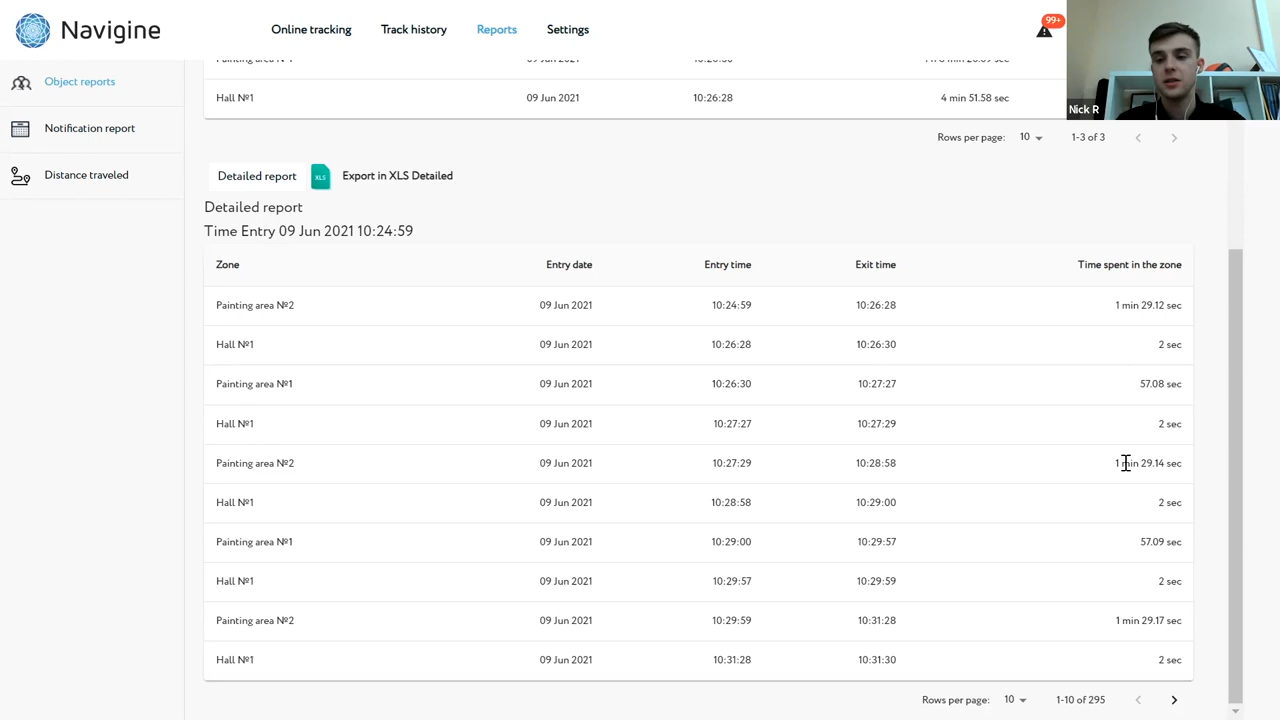 Navigine
Online tracking Track history Reports Settings 99+
Nick R
Object reports
Notification report
Distance traveled
Hall №1 09 Jun 2021 10:26:28 4 min 51.58 sec
Rows per page: 10 1-3 of 3
Detailed report XLS Export in XLS Detailed
Detailed report
Time Entry 09 Jun 2021 10:24:59
Zone Entry date Entry time Exit time Time spent in the zone
Painting area №2 09 Jun 2021 10:24:59 10:26:28 1 min 29.12 sec
Hall №1 09 Jun 2021 10:26:28 10:26:30 2 sec
Painting area №1 09 Jun 2021 10:26:30 10:27:27 57.08 sec
Hall №1 09 Jun 2021 10:27:27 10:27:29 2 sec
Painting area №2 09 Jun 2021 10:27:29 10:28:58 1 min 29.14 sec
Hall №1 09 Jun 2021 10:28:58 10:29:00 2 sec
Painting area №1 09 Jun 2021 10:29:00 10:29:57 57.09 sec
Hall №1 09 Jun 2021 10:29:57 10:29:59 2 sec
Painting area №2 09 Jun 2021 10:29:59 10:31:28 1 min 29.17 sec
Hall №1 09 Jun 2021 10:31:28 10:31:30 2 sec
Rows per page: 10 1-10 of 295